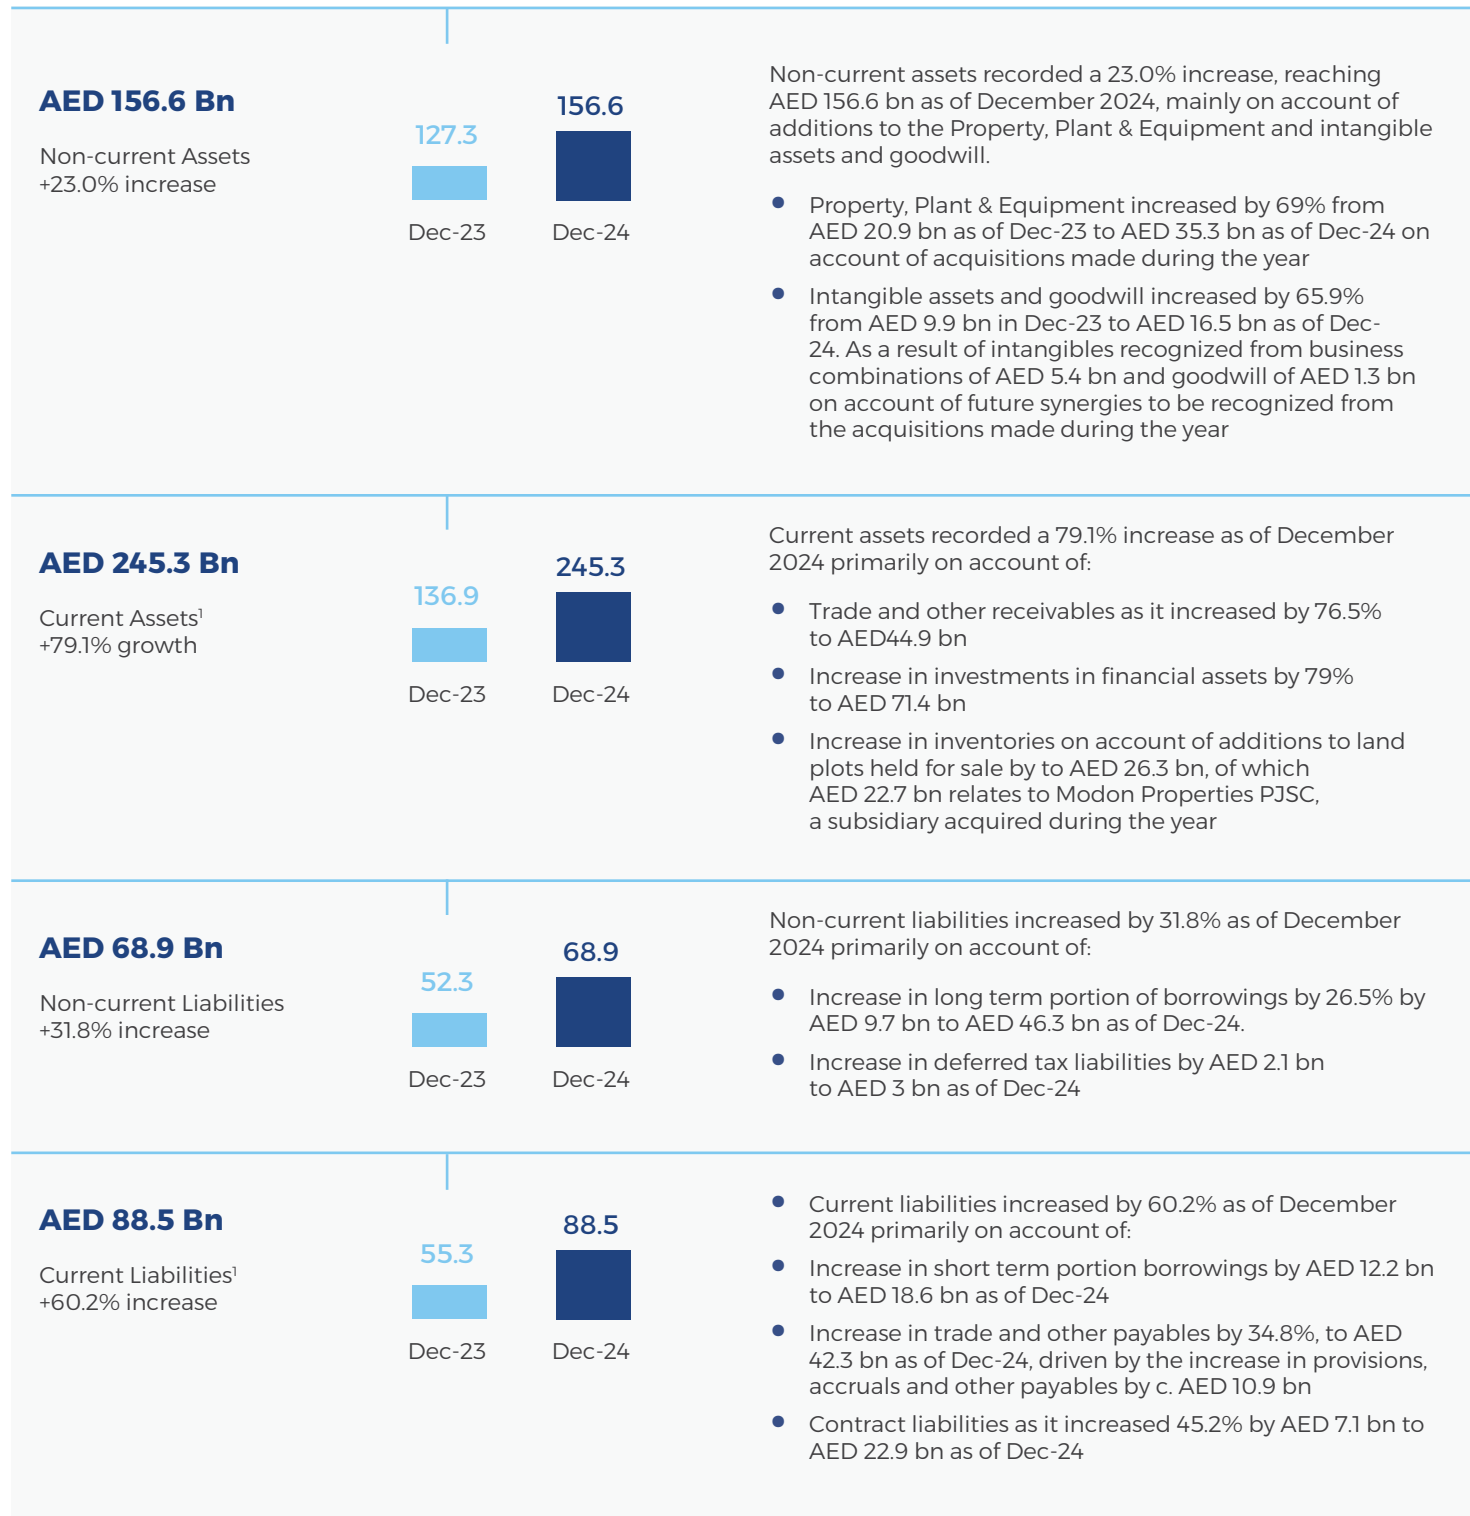 AED 156.6 Bn
Non-current Assets
+23.0% increase
127.3
156.6
Dec-23
Dec-24
Non-current assets recorded a 23.0% increase, reaching
AED 156.6 bn as of December 2024, mainly on account of
additions to the Property, Plant & Equipment and intangible
assets and goodwill.
• Property, Plant & Equipment increased by 69% from
AED 20.9 bn as of Dec-23 to AED 35.3 bn as of Dec-24 on
account of acquisitions made during the year
• Intangible assets and goodwill increased by 65.9%
from AED 9.9 bn in Dec-23 to AED 16.5 bn as of Dec-
24. As a result of intangibles recognized from business
combinations of AED 5.4 bn and goodwill of AED 1.3 bn
on account of future synergies to be recognized from
the acquisitions made during the year
AED 245.3 Bn
Current Assets¹
+79.1% growth
136.9
245.3
Dec-23
Dec-24
Current assets recorded a 79.1% increase as of December
2024 primarily on account of:
• Trade and other receivables as it increased by 76.5%
to AED44.9 bn
• Increase in investments in financial assets by 79%
to AED 71.4 bn
• Increase in inventories on account of additions to land
plots held for sale by to AED 26.3 bn, of which
AED 22.7 bn relates to Modon Properties PJSC,
a subsidiary acquired during the year
AED 68.9 Bn
Non-current Liabilities
+31.8% increase
52.3
68.9
Dec-23
Dec-24
Non-current liabilities increased by 31.8% as of December
2024 primarily on account of:
• Increase in long term portion of borrowings by 26.5% by
AED 9.7 bn to AED 46.3 bn as of Dec-24.
• Increase in deferred tax liabilities by AED 2.1 bn
to AED 3 bn as of Dec-24
AED 88.5 Bn
Current Liabilities¹
+60.2% increase
55.3
88.5
Dec-23
Dec-24
• Current liabilities increased by 60.2% as of December
2024 primarily on account of:
• Increase in short term portion borrowings by AED 12.2 bn
to AED 18.6 bn as of Dec-24
• Increase in trade and other payables by 34.8%, to AED
42.3 bn as of Dec-24, driven by the increase in provisions,
accruals and other payables by c. AED 10.9 bn
• Contract liabilities as it increased 45.2% by AED 7.1 bn to
AED 22.9 bn as of Dec-24